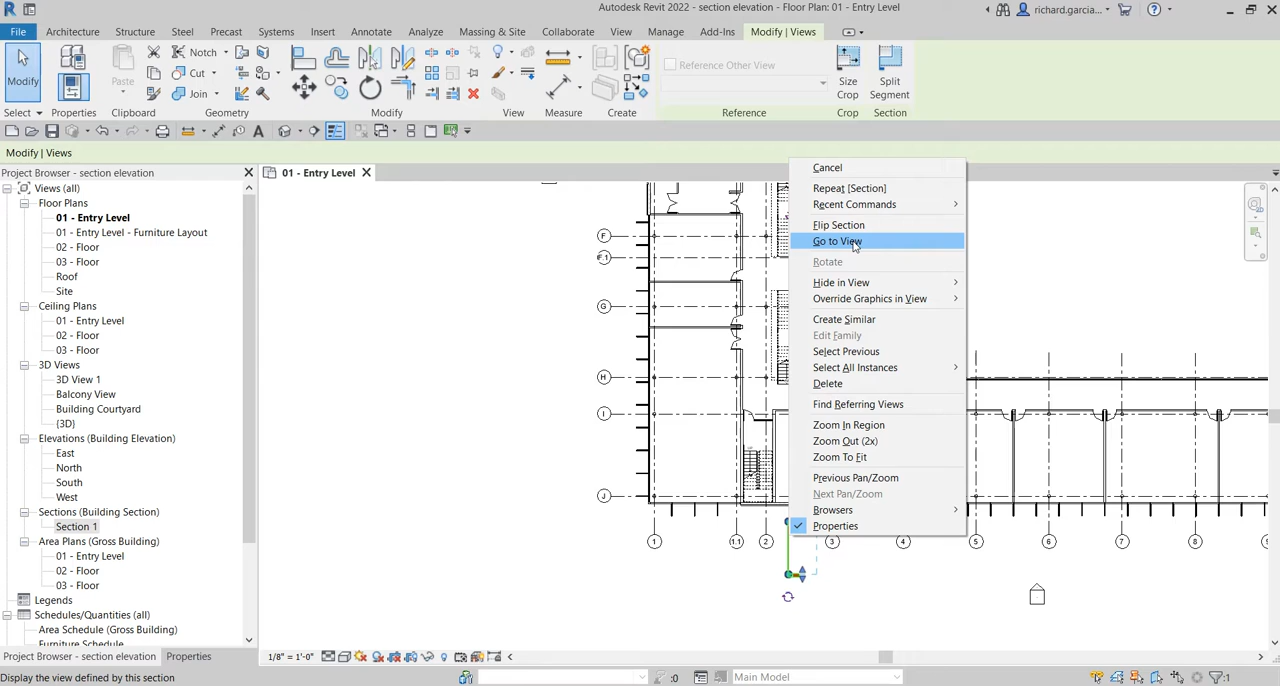 Autodesk Revit 2022 - section elevation - Floor Plan: 01 - Entry Level
richard.garcia...
File Architecture Structure Steel Precast Systems Insert Annotate Analyze Massing & Site Collaborate View Manage Add-Ins Modify | Views
Modify
Paste
Notch
Cut
Join
Reference Other View
Size Crop
Split Segment
Select Properties Clipboard Geometry Modify View Measure Create Reference Crop Section
Modify | Views
Project Browser - section elevation
01 - Entry Level
Views (all)
Floor Plans
01 - Entry Level
01 - Entry Level - Furniture Layout
02 - Floor
03 - Floor
Roof
Site
Ceiling Plans
01 - Entry Level
02 - Floor
03 - Floor
3D Views
3D View 1
Balcony View
Building Courtyard
{3D}
Elevations (Building Elevation)
East
North
South
West
Sections (Building Section)
Section 1
Area Plans (Gross Building)
01 - Entry Level
02 - Floor
03 - Floor
Legends
Schedules/Quantities (all)
Area Schedule (Gross Building)
Furniture Schedule
Project Browser - section elevation Properties
Cancel
Repeat [Section]
Recent Commands
Flip Section
Go to View
Rotate
Hide in View
Override Graphics in View
Create Similar
Edit Family
Select Previous
Select All Instances
Delete
Find Referring Views
Zoom In Region
Zoom Out (2x)
Zoom To Fit
Previous Pan/Zoom
Next Pan/Zoom
Browsers
Properties
F
F.1
G
H
I
J
1 1.1 2 3 4 5 6 7 8 9
1/8" = 1'-0"
Display the view defined by this section
:0
Main Model
:1